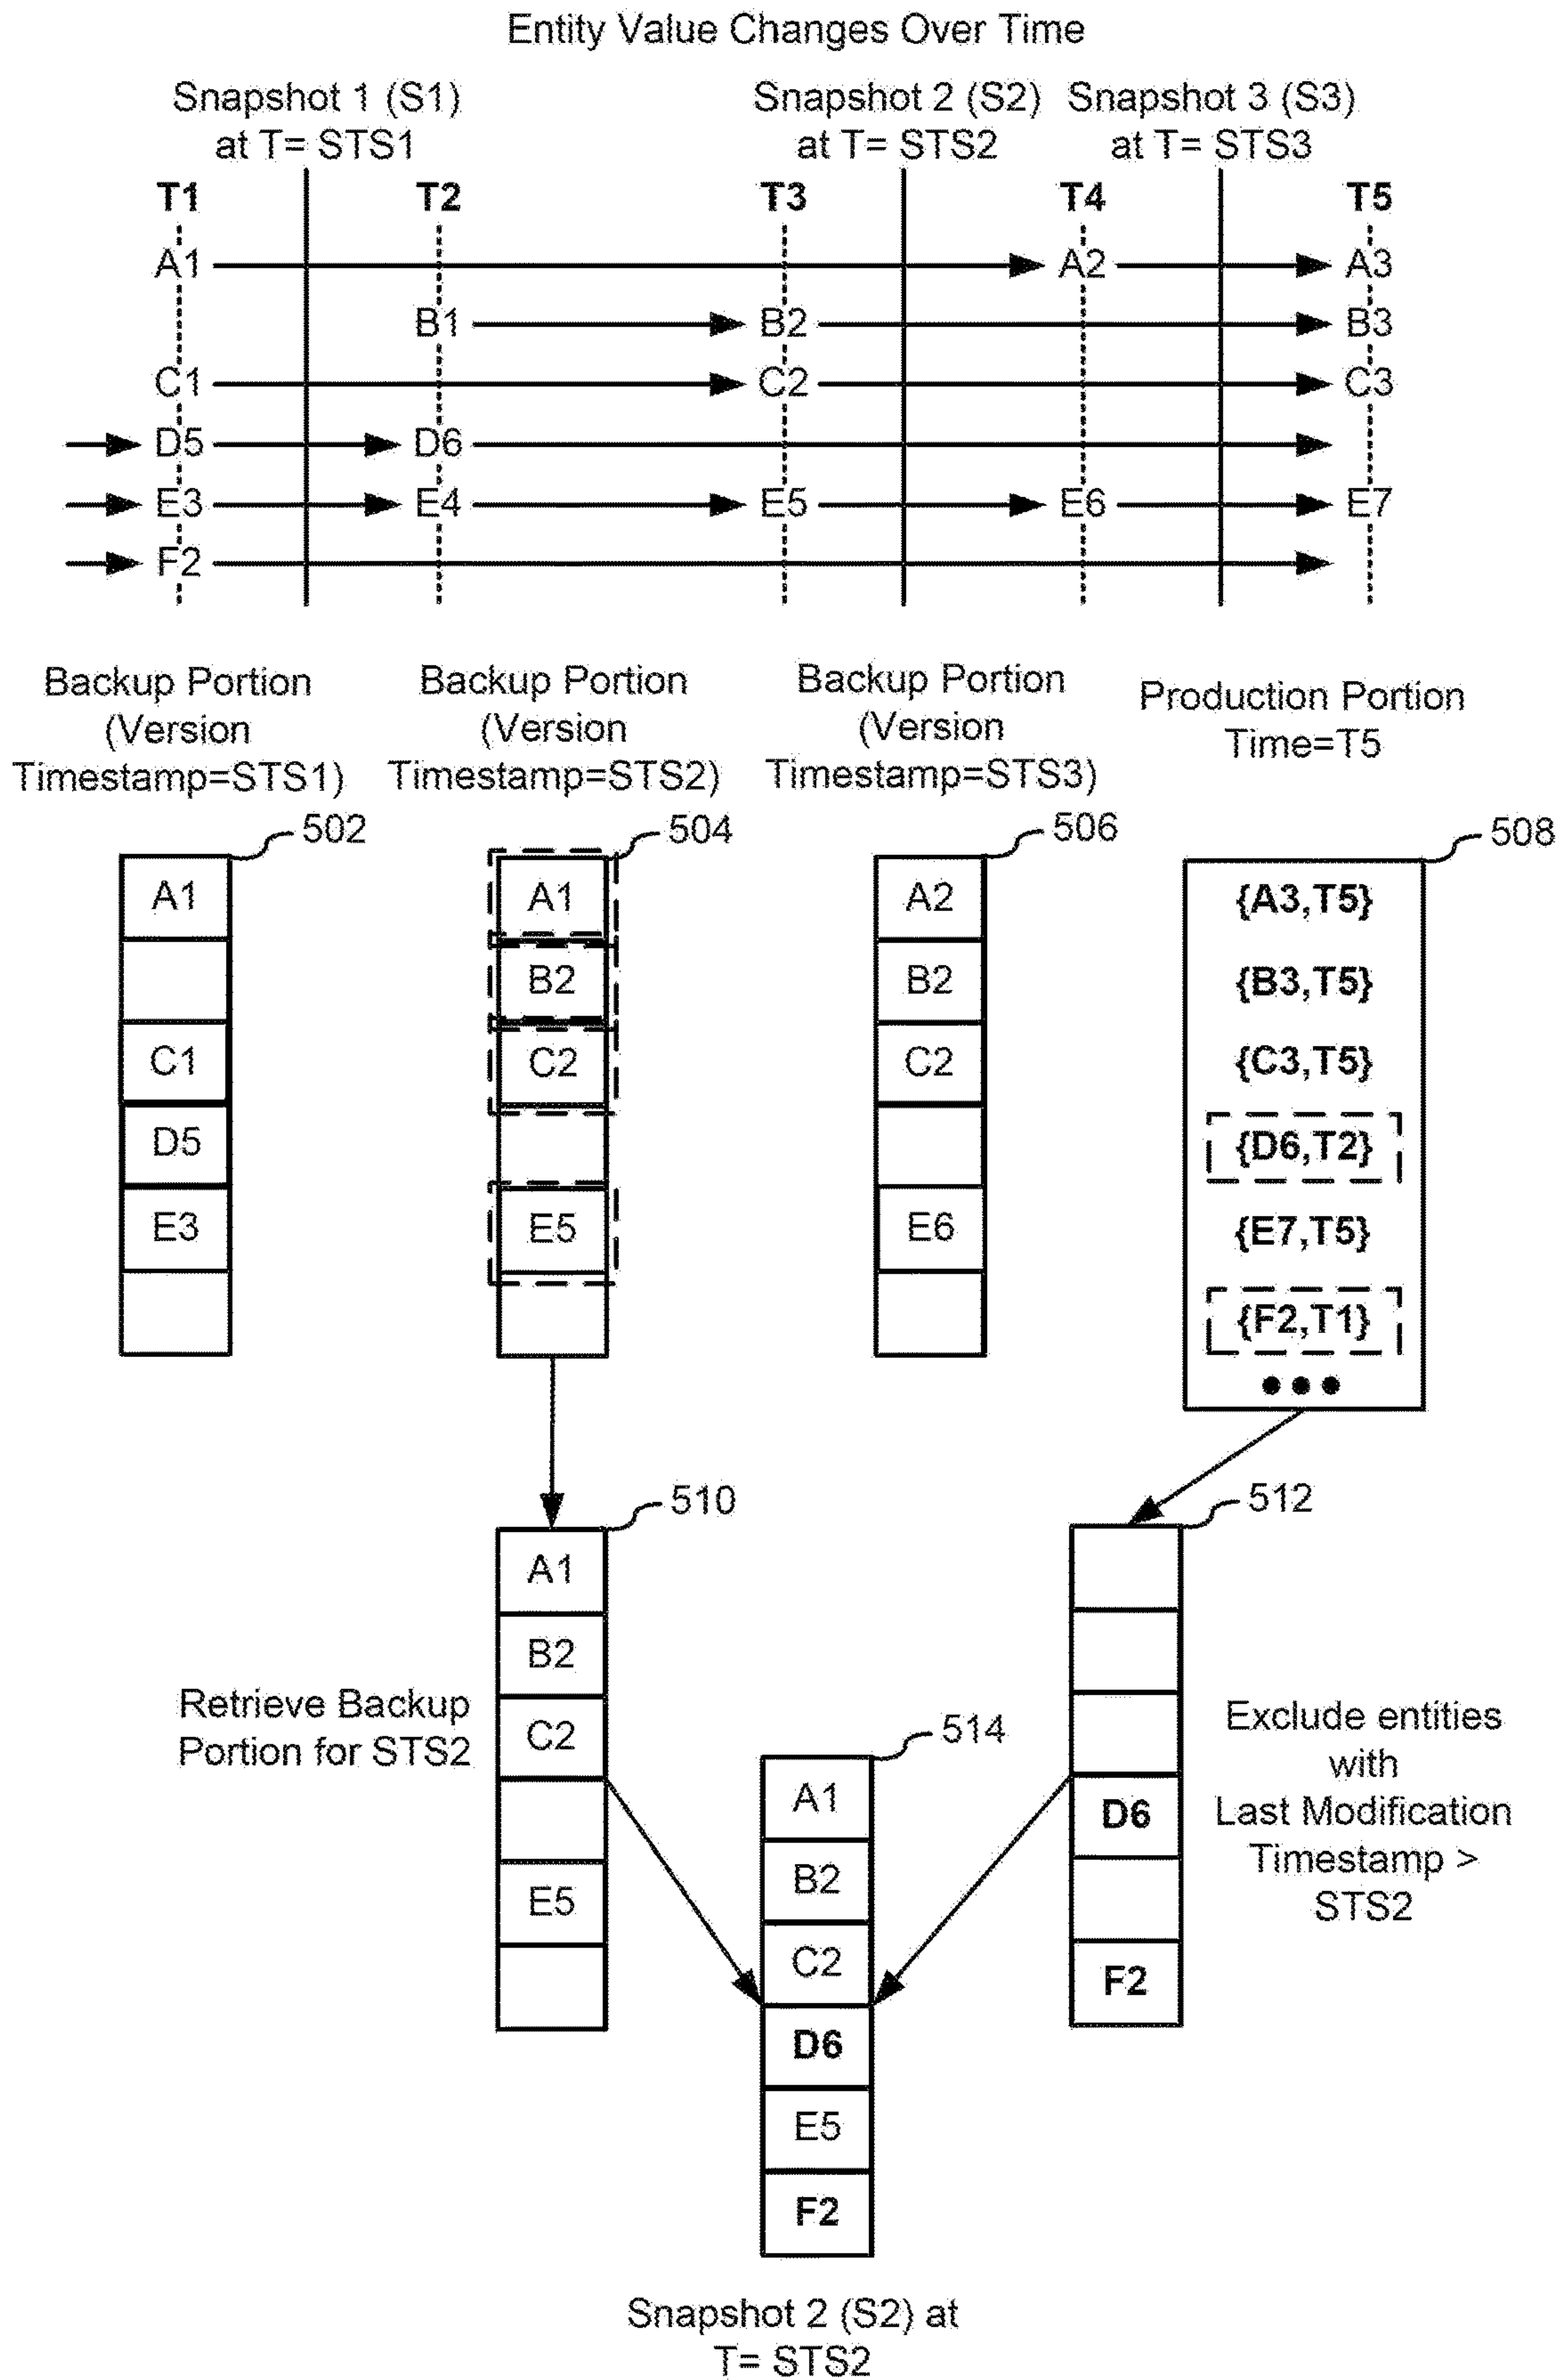 Entity Value Changes Over Time
Snapshot 1 (S1) Snapshot 2 (S2) Snapshot 3 (S3)
at T= STS1 at T= STS2 at T= STS3
T1 T2 T3 T4 T5
A1 A2 A3
B1 B2 B3
C1 C2 C3
D5 D6
E3 E4 E5 E6 E7
F2
Backup Portion
(Version
Timestamp=STS1)
Backup Portion
(Version
Timestamp=STS2)
Backup Portion
(Version
Timestamp=STS3)
Production Portion
Time=T5
502
A1
C1
D5
E3
504
A1
B2
C2
E5
506
A2
B2
C2
E6
508
{A3,T5}
{B3,T5}
{C3,T5}
{D6,T2}
{E7,T5}
{F2,T1}
510
A1
B2
C2
E5
Retrieve Backup
Portion for STS2
512
D6
F2
Exclude entities
with
Last Modification
Timestamp >
STS2
514
A1
B2
C2
D6
E5
F2
Snapshot 2 (S2) at
T= STS2